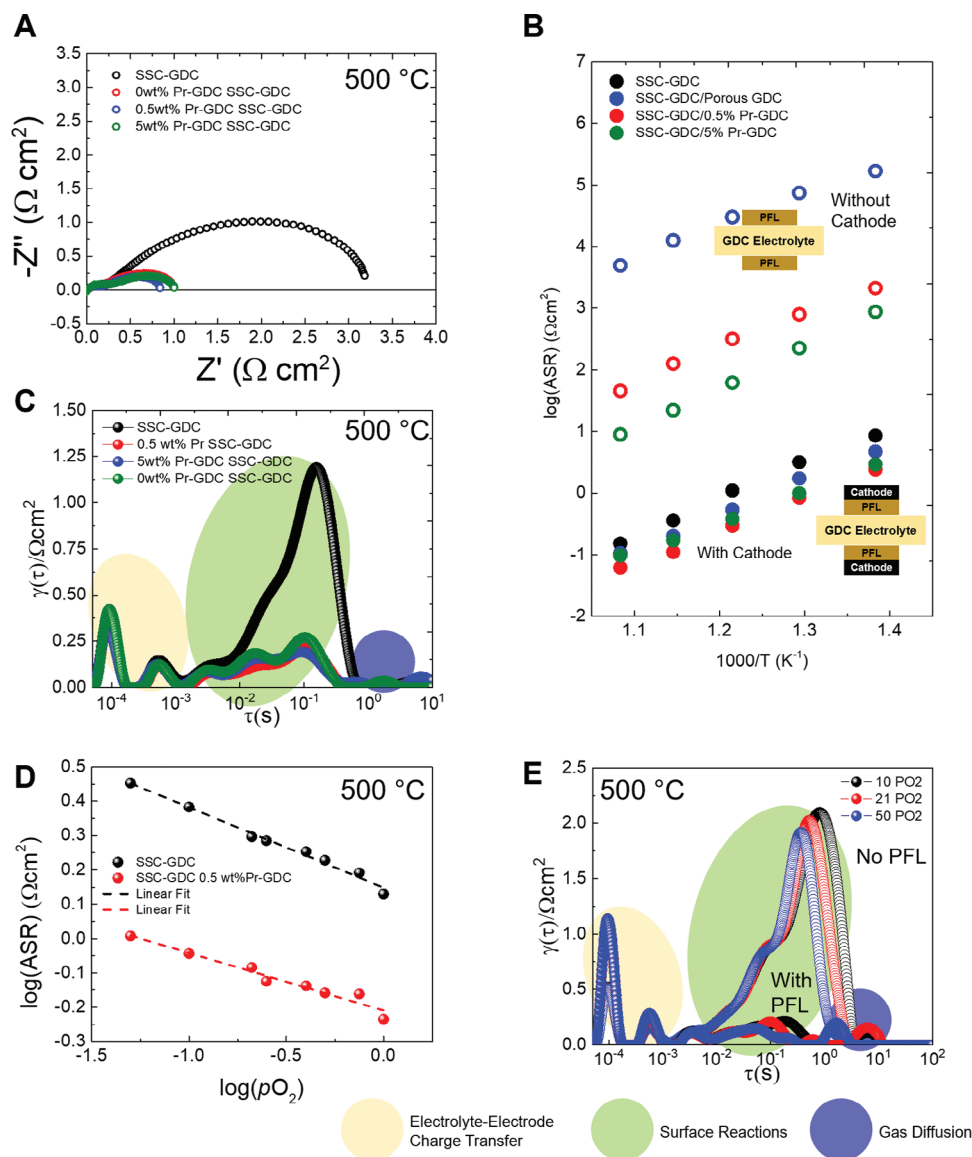 A
500 °C
SSC-GDC
0wt% Pr-GDC SSC-GDC
0.5wt% Pr-GDC SSC-GDC
5wt% Pr-GDC SSC-GDC
3.5
3.0
2.5
2.0
1.5
1.0
0.5
0.0
-0.5
-Z'' (Ω cm²)
0.0 0.5 1.0 1.5 2.0 2.5 3.0 3.5 4.0
Z' (Ω cm²)
B
SSC-GDC
SSC-GDC/Porous GDC
SSC-GDC/0.5% Pr-GDC
SSC-GDC/5% Pr-GDC
7
6
5
4
3
2
1
0
-1
-2
log(ASR) (Ωcm²)
Without
Cathode
PFL
GDC Electrolyte
PFL
With Cathode
Cathode
PFL
GDC Electrolyte
PFL
Cathode
1.1 1.2 1.3 1.4
1000/T (K⁻¹)
C
500 °C
SSC-GDC
0.5 wt% Pr SSC-GDC
5wt% Pr-GDC SSC-GDC
0wt% Pr-GDC SSC-GDC
1.50
1.25
1.00
0.75
0.50
0.25
0.00
γ(τ)/Ωcm²
10⁻⁴ 10⁻³ 10⁻² 10⁻¹ 10⁰ 10¹
τ(s)
D
500 °C
0.5
0.4
0.3
0.2
0.1
0.0
-0.1
-0.2
-0.3
log(ASR) (Ωcm²)
SSC-GDC
SSC-GDC 0.5 wt%Pr-GDC
Linear Fit
Linear Fit
-1.5 -1.0 -0.5 0.0
log(pO₂)
E
500 °C
10 PO2
21 PO2
50 PO2
No PFL
With
PFL
2.5
2.0
1.5
1.0
0.5
0.0
γ(τ)/Ωcm²
10⁻⁴ 10⁻³ 10⁻² 10⁻¹ 10⁰ 10¹ 10²
τ(s)
Electrolyte-Electrode
Charge Transfer
Surface Reactions
Gas Diffusion